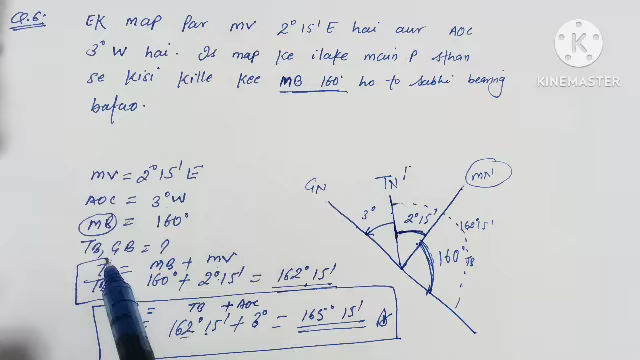 Q.6: EK map Par mv 2°15'E hai aur AOC
3°W hai. Is map ke ilake main P sthan
se kisi kille kee MB 160° ho to sabhi bearing
batao.
KINEMASTER
MV = 2°15'E
AOC = 3°W
MB = 160°
TB, GB = ?
= MB + MV
TB 160° + 2°15' = 162°15'
= TB + AOC
= 162°15' + 3° = 165°15'
GN
TN
MN
3°
2°15'
162°15'
TB
160°